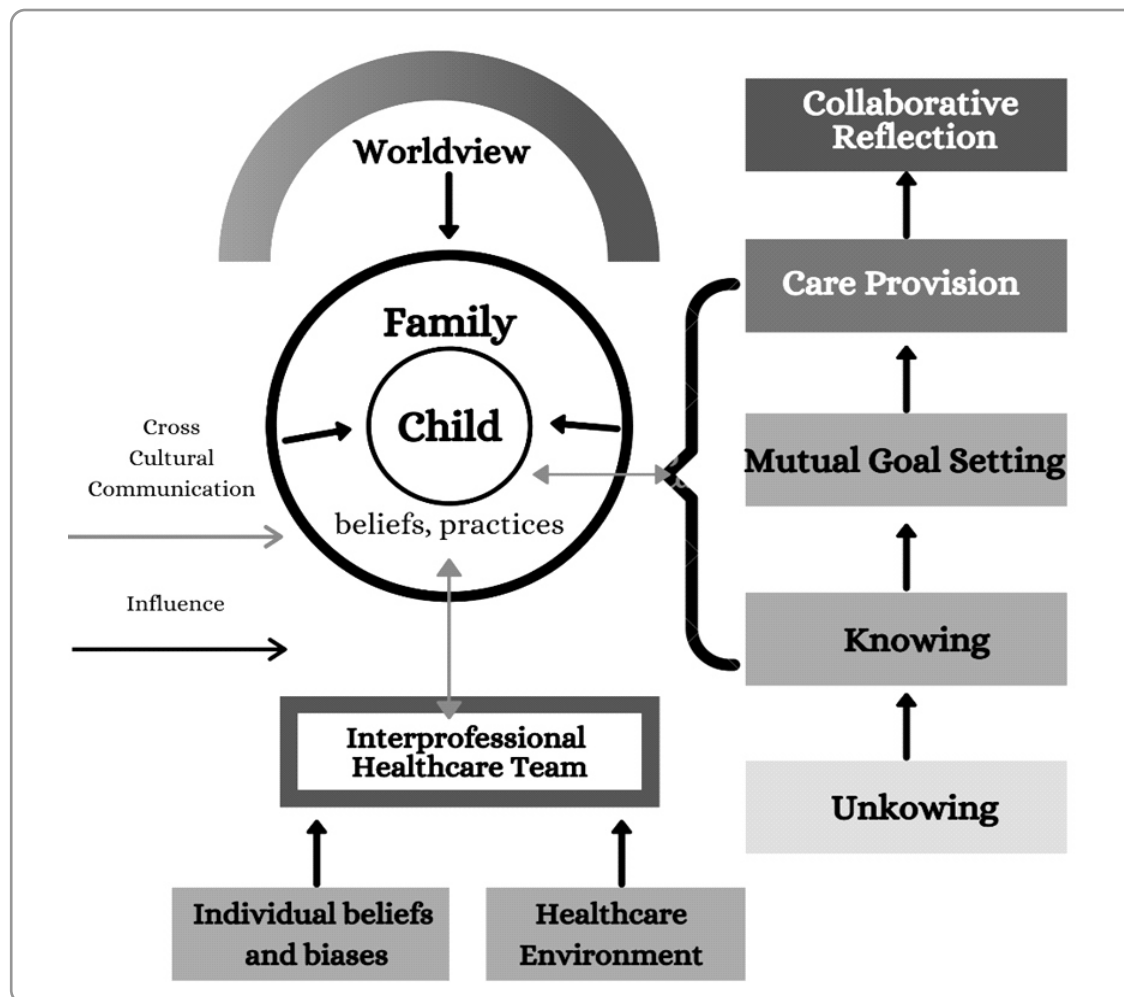 Worldview
Family
Child
beliefs, practices
Cross
Cultural
Communication
Influence
Interprofessional
Healthcare Team
Individual beliefs
and biases
Healthcare
Environment
Collaborative
Reflection
Care Provision
Mutual Goal Setting
Knowing
Unkowing